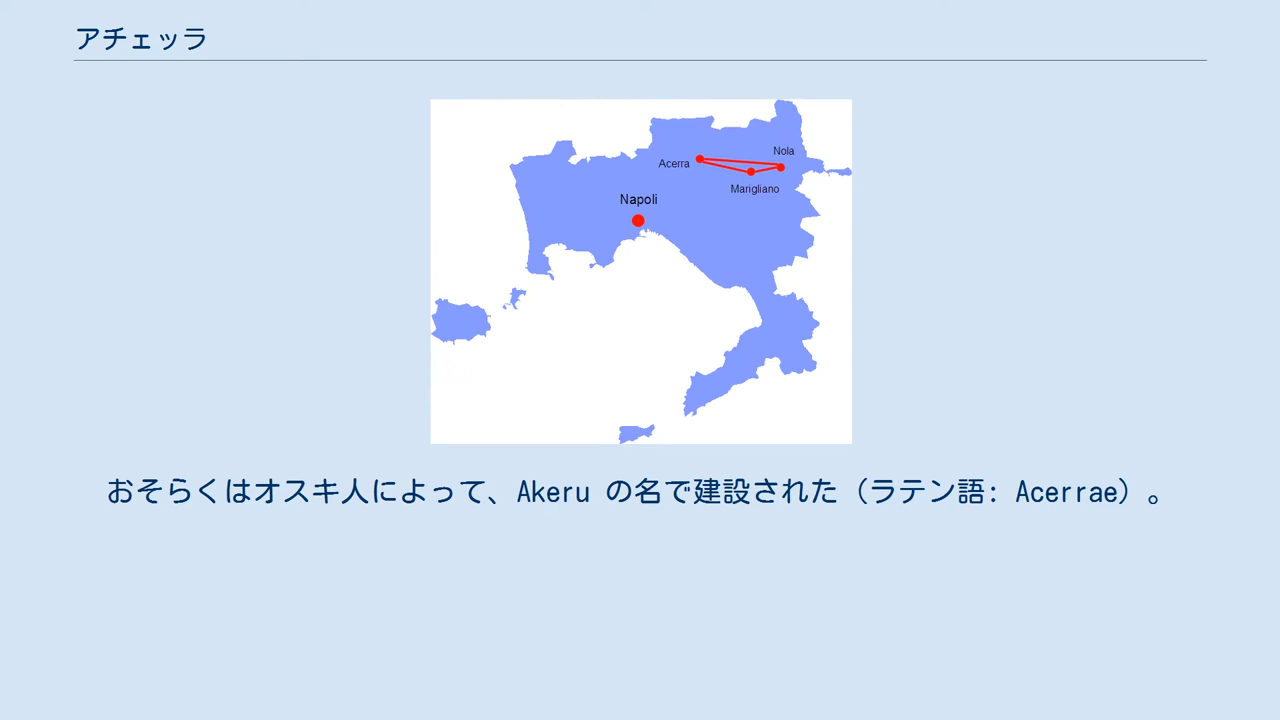 アチェッラ
Nola
Acerra
Marigliano
Napoli
おそらくはオスキ人によって、Akeru の名で建設された（ラテン語: Acerrae）。